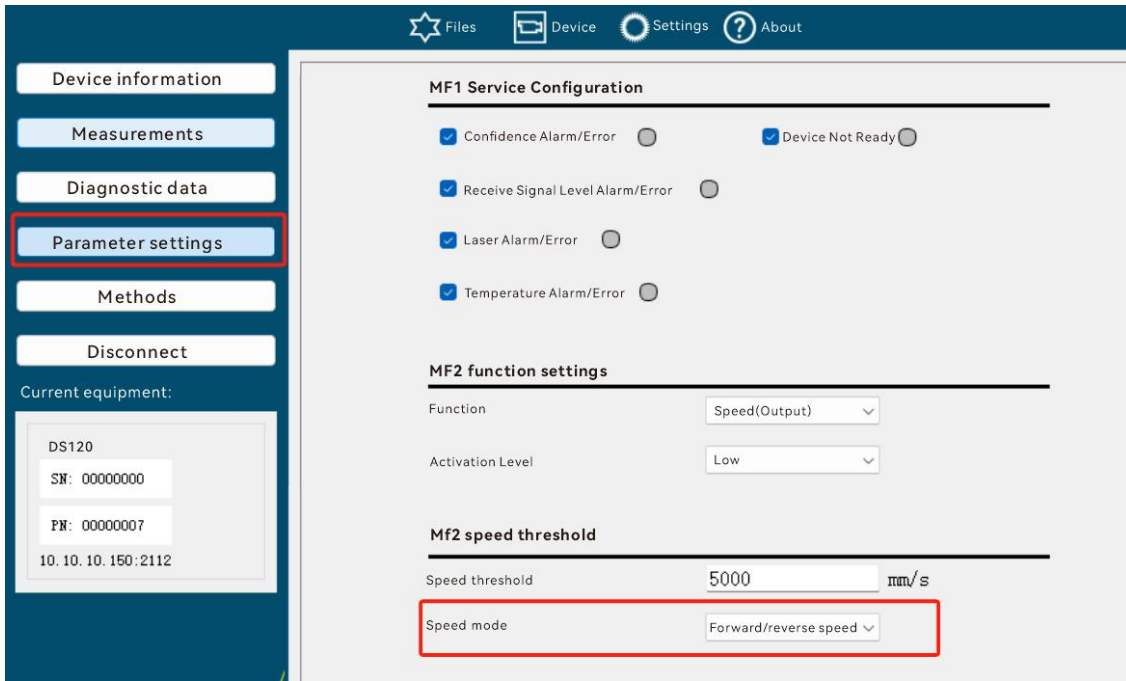 Files Device Settings ? About
Device information
Measurements
Diagnostic data
Parameter settings
Methods
Disconnect
Current equipment:
DS120
SN: 00000000
PN: 00000007
10.10.10.150:2112
MF1 Service Configuration
Confidence Alarm/Error Device Not Ready
Receive Signal Level Alarm/Error
Laser Alarm/Error
Temperature Alarm/Error
MF2 function settings
Function Speed(Output)
Activation Level Low
Mf2 speed threshold
Speed threshold 5000 mm/s
Speed mode Forward/reverse speed